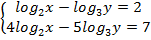 log₂x − log₃y = 2
4log₂x − 5log₃y = 7